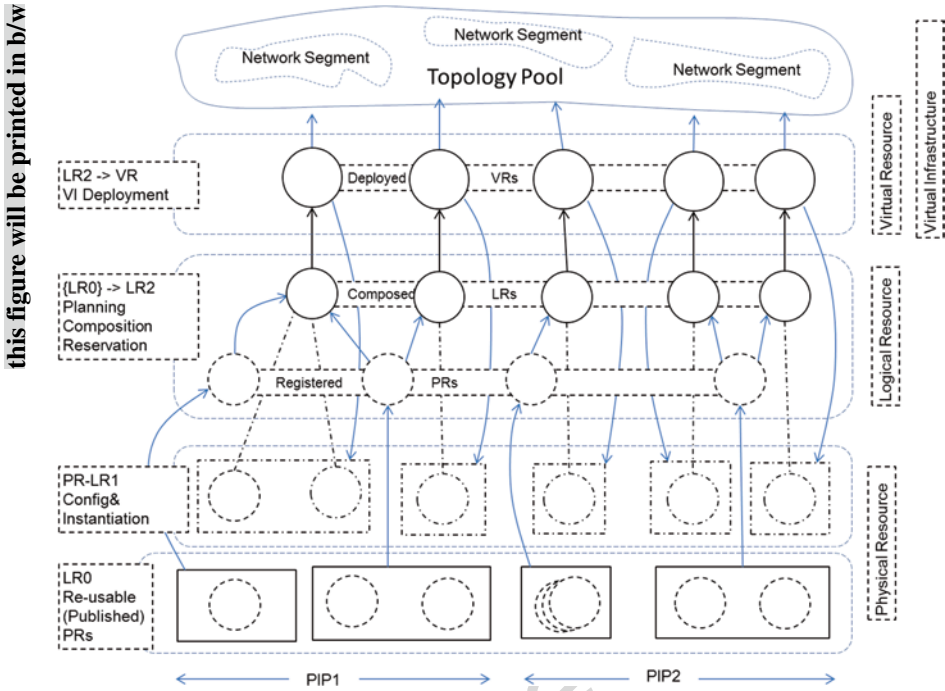 this figure will be printed in b/w
Network Segment
Network Segment
Network Segment
Topology Pool
LR2 -> VR
VI Deployment
Deployed
VRs
Virtual Resource
Virtual Infrastructure
{LR0} -> LR2
Planning
Composition
Reservation
Composed
LRs
Registered
PRs
Logical Resource
PR-LR1
Config&
Instantiation
LR0
Re-usable
(Published)
PRs
Physical Resource
PIP1
PIP2